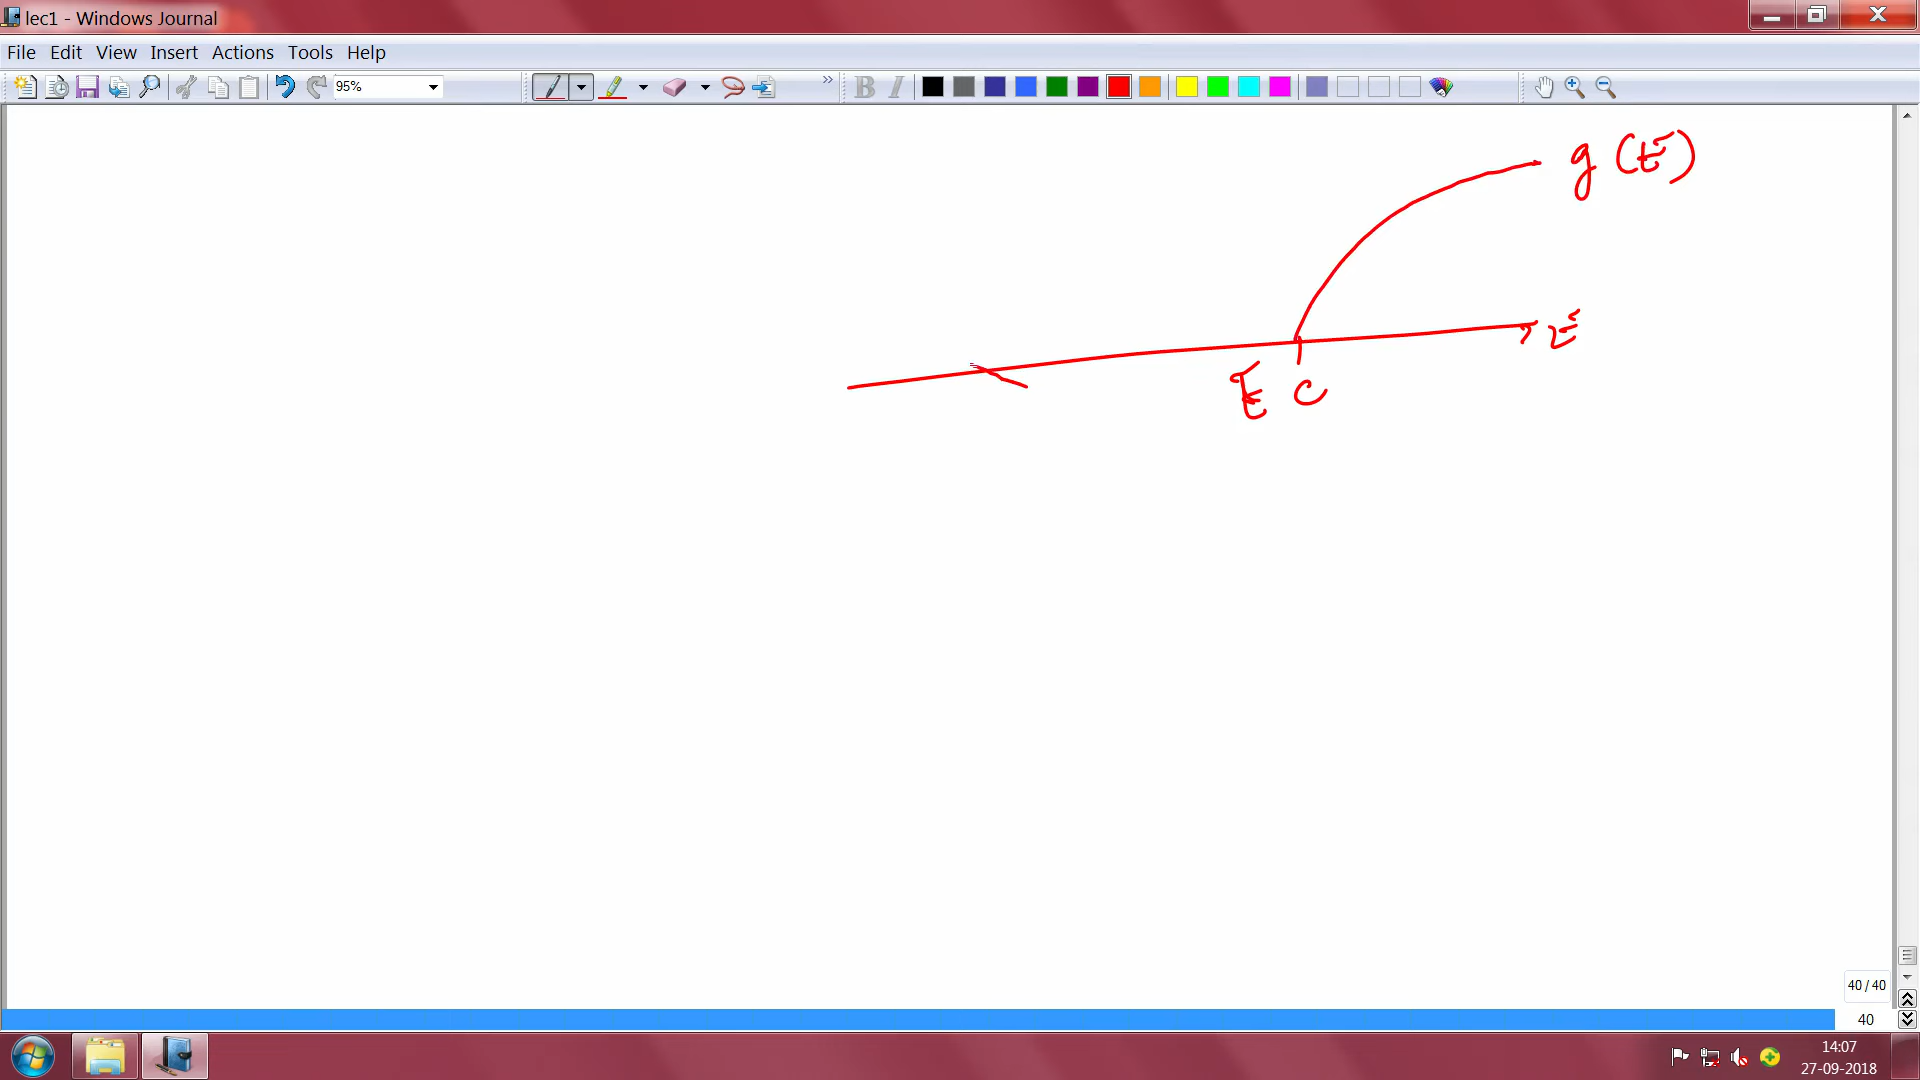 lec1 - Windows Journal
File Edit View Insert Actions Tools Help
95%
B I
g (E)
E
E C
40 / 40
40
14:07
27-09-2018